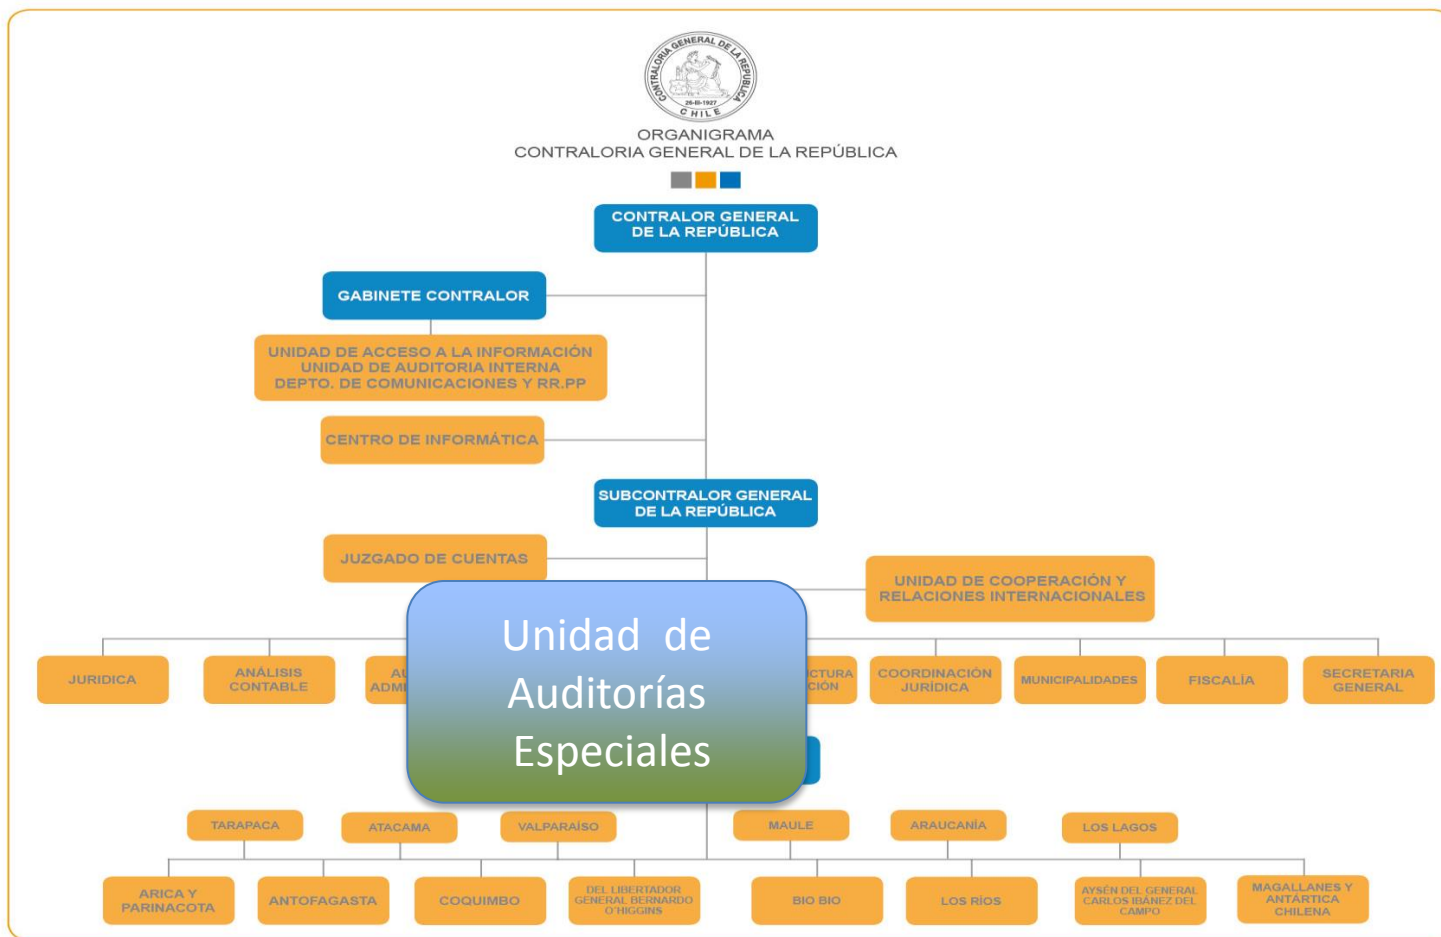 CONTRALORIA GENERAL DE LA REPUBLICA
26-III-1927
CHILE
ORGANIGRAMA
CONTRALORIA GENERAL DE LA REPÚBLICA
CONTRALOR GENERAL
DE LA REPÚBLICA
GABINETE CONTRALOR
UNIDAD DE ACCESO A LA INFORMACIÓN
UNIDAD DE AUDITORIA INTERNA
DEPTO. DE COMUNICACIONES Y RR.PP
CENTRO DE INFORMÁTICA
SUBCONTRALOR GENERAL
DE LA REPÚBLICA
JUZGADO DE CUENTAS
UNIDAD DE COOPERACIÓN Y
RELACIONES INTERNACIONALES
Unidad de
Auditorías
Especiales
JURIDICA
ANÁLISIS
CONTABLE
COORDINACIÓN
JURÍDICA
MUNICIPALIDADES
FISCALÍA
SECRETARIA
GENERAL
TARAPACA
ATACAMA
VALPARAÍSO
MAULE
ARAUCANÍA
LOS LAGOS
ARICA Y
PARINACOTA
ANTOFAGASTA
COQUIMBO
DEL LIBERTADOR
GENERAL BERNARDO
O'HIGGINS
BIO BIO
LOS RÍOS
AYSÉN DEL GENERAL
CARLOS IBÁNEZ DEL
CAMPO
MAGALLANES Y
ANTÁRTICA
CHILENA